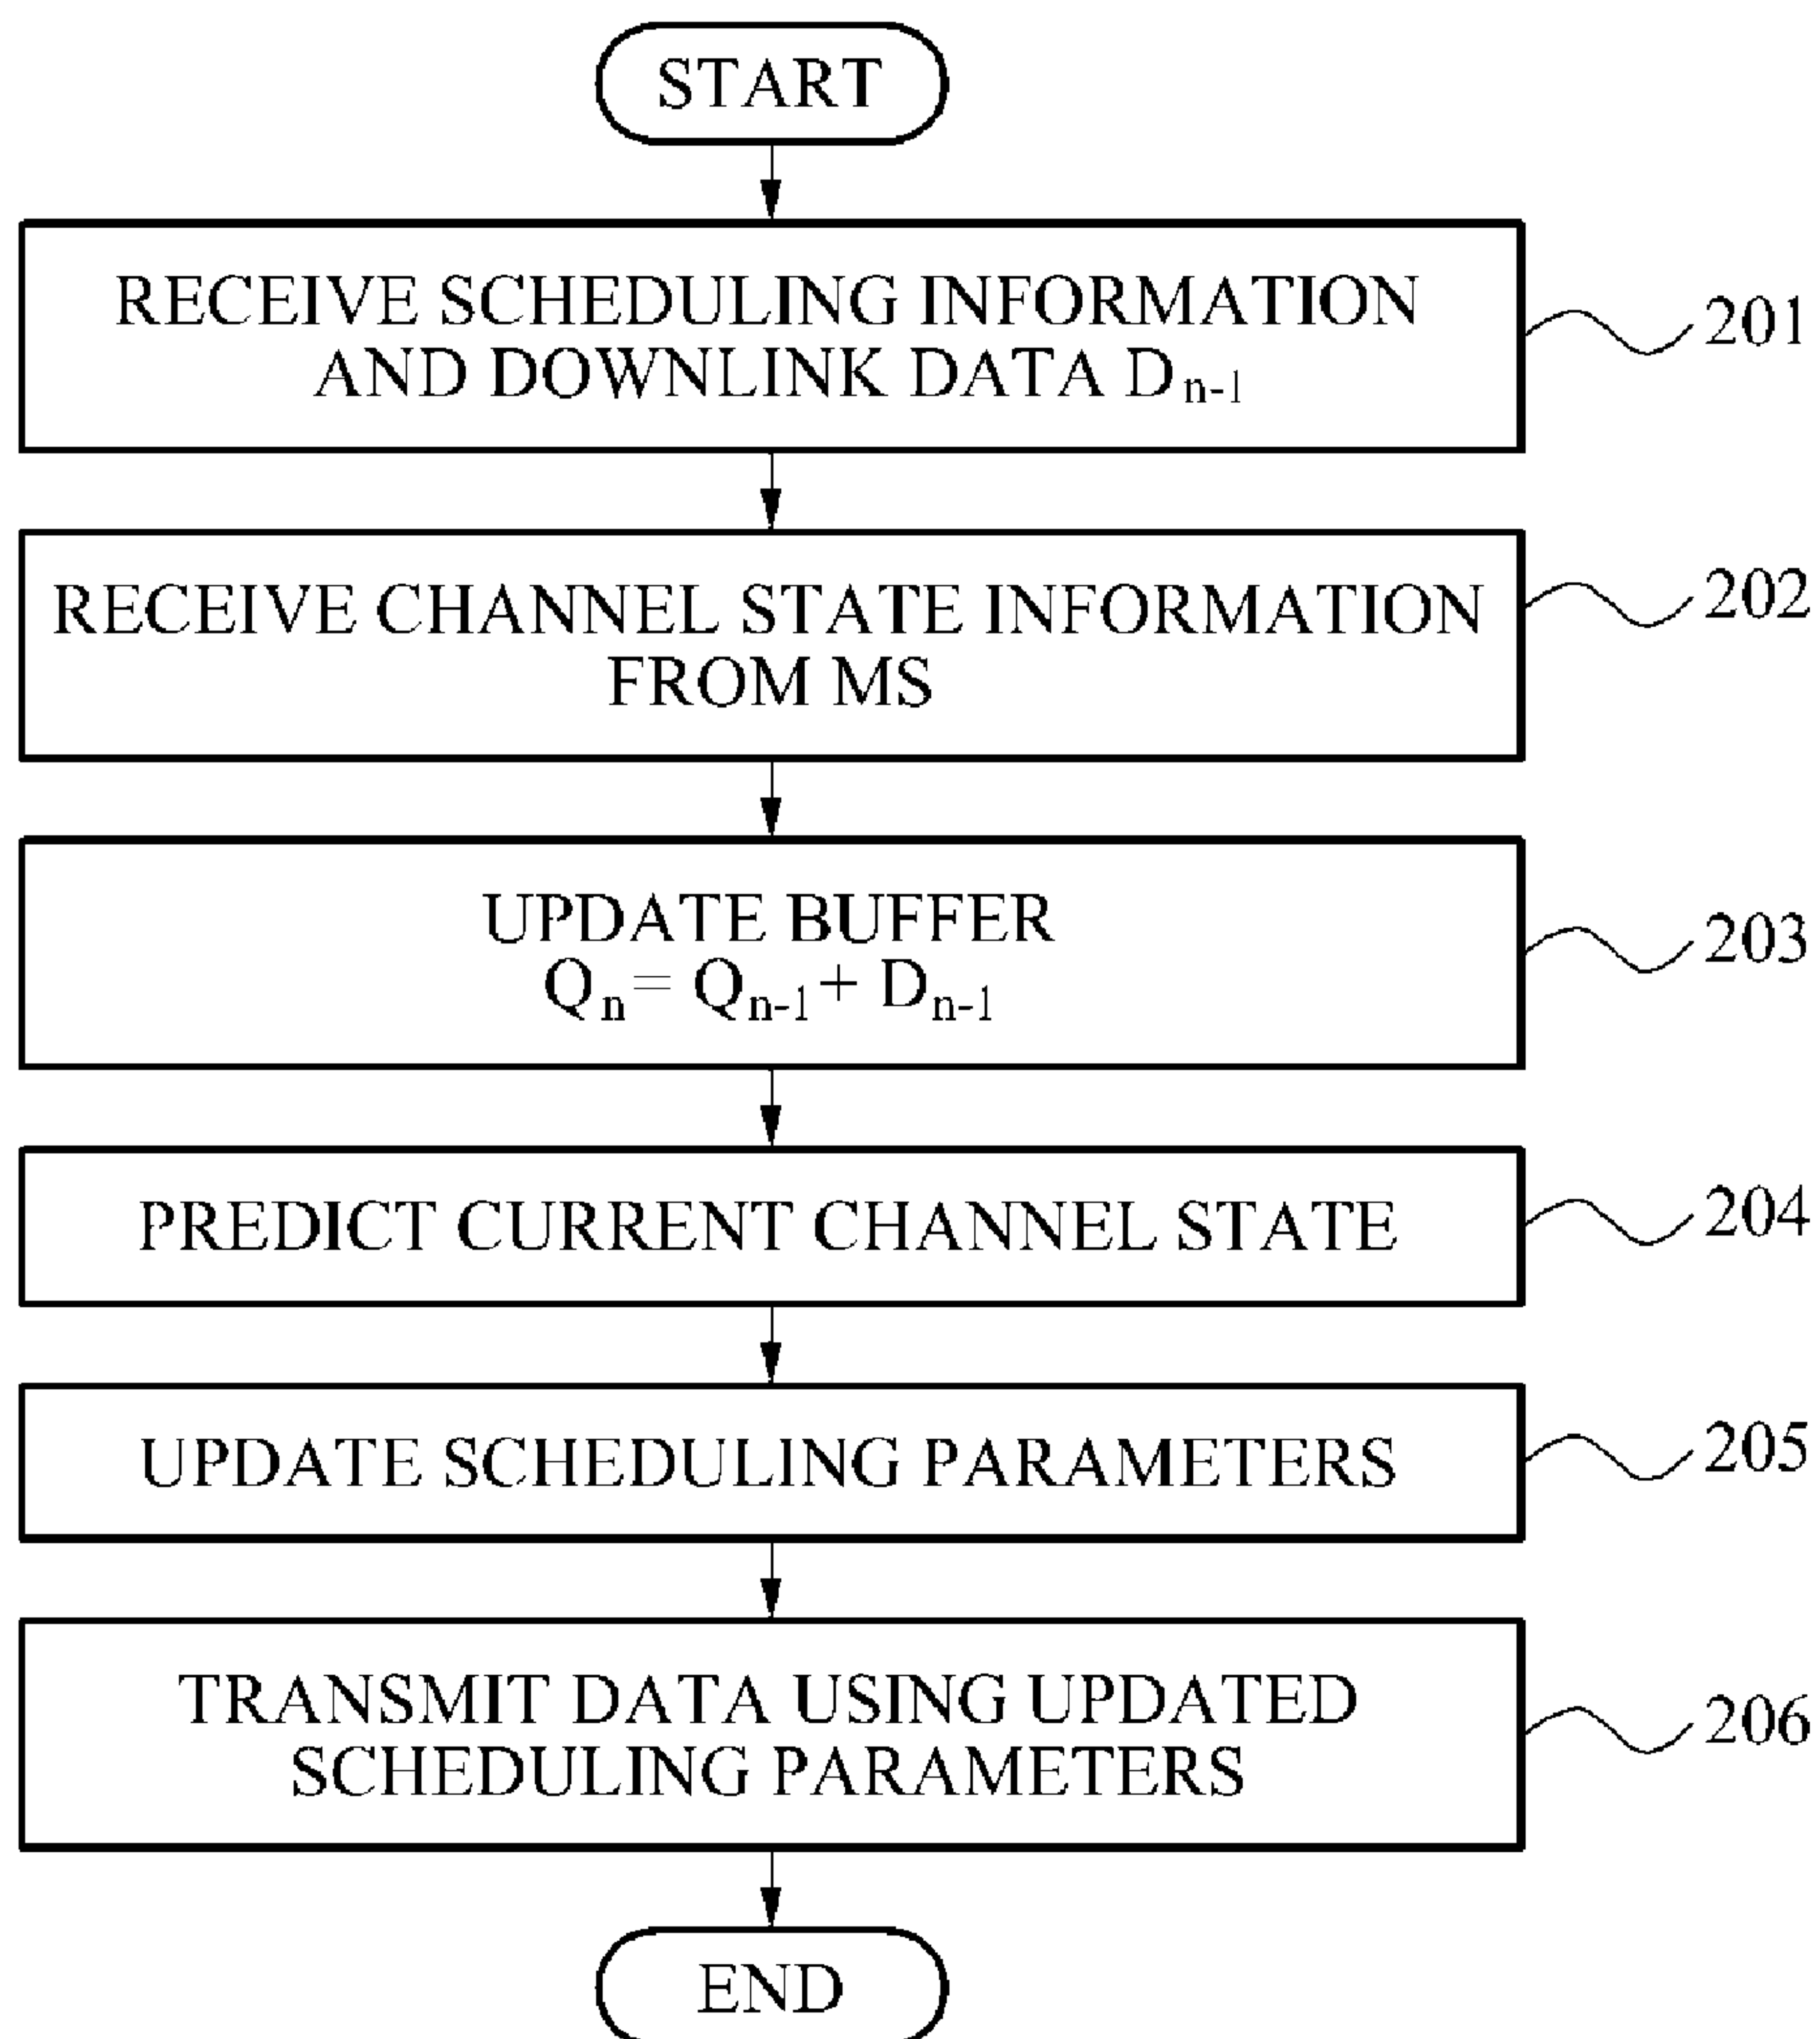 START
RECEIVE SCHEDULING INFORMATION
AND DOWNLINK DATA Dn-1
201
RECEIVE CHANNEL STATE INFORMATION
FROM MS
202
UPDATE BUFFER
Qn = Qn-1 + Dn-1
203
PREDICT CURRENT CHANNEL STATE
204
UPDATE SCHEDULING PARAMETERS
205
TRANSMIT DATA USING UPDATED
SCHEDULING PARAMETERS
206
END